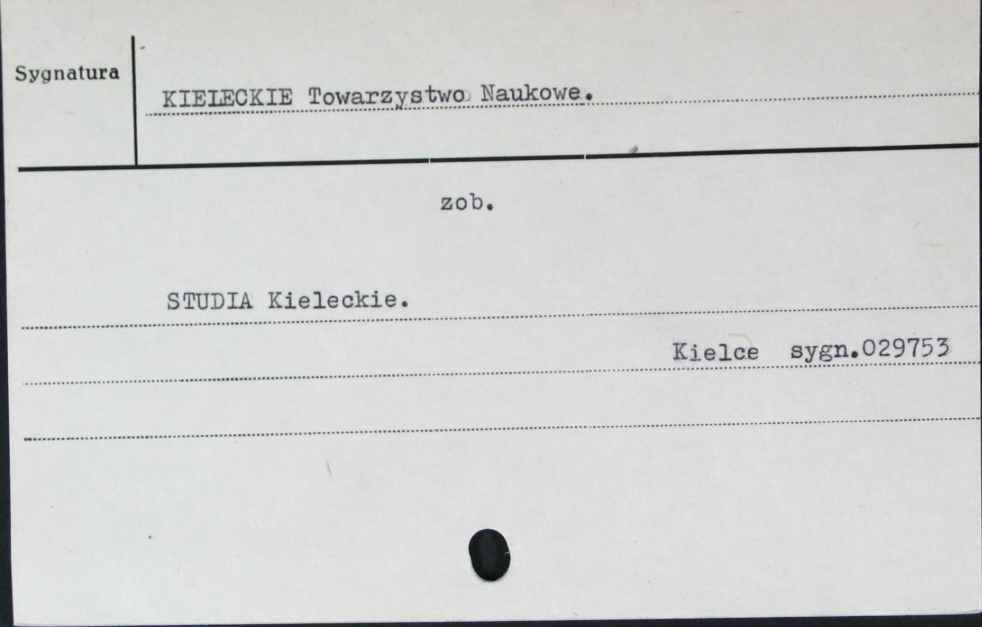 Sygnatura
KIELECKIE Towarzystwo Naukowe.
zob.
STUDIA Kieleckie.
Kielce sygn.029753